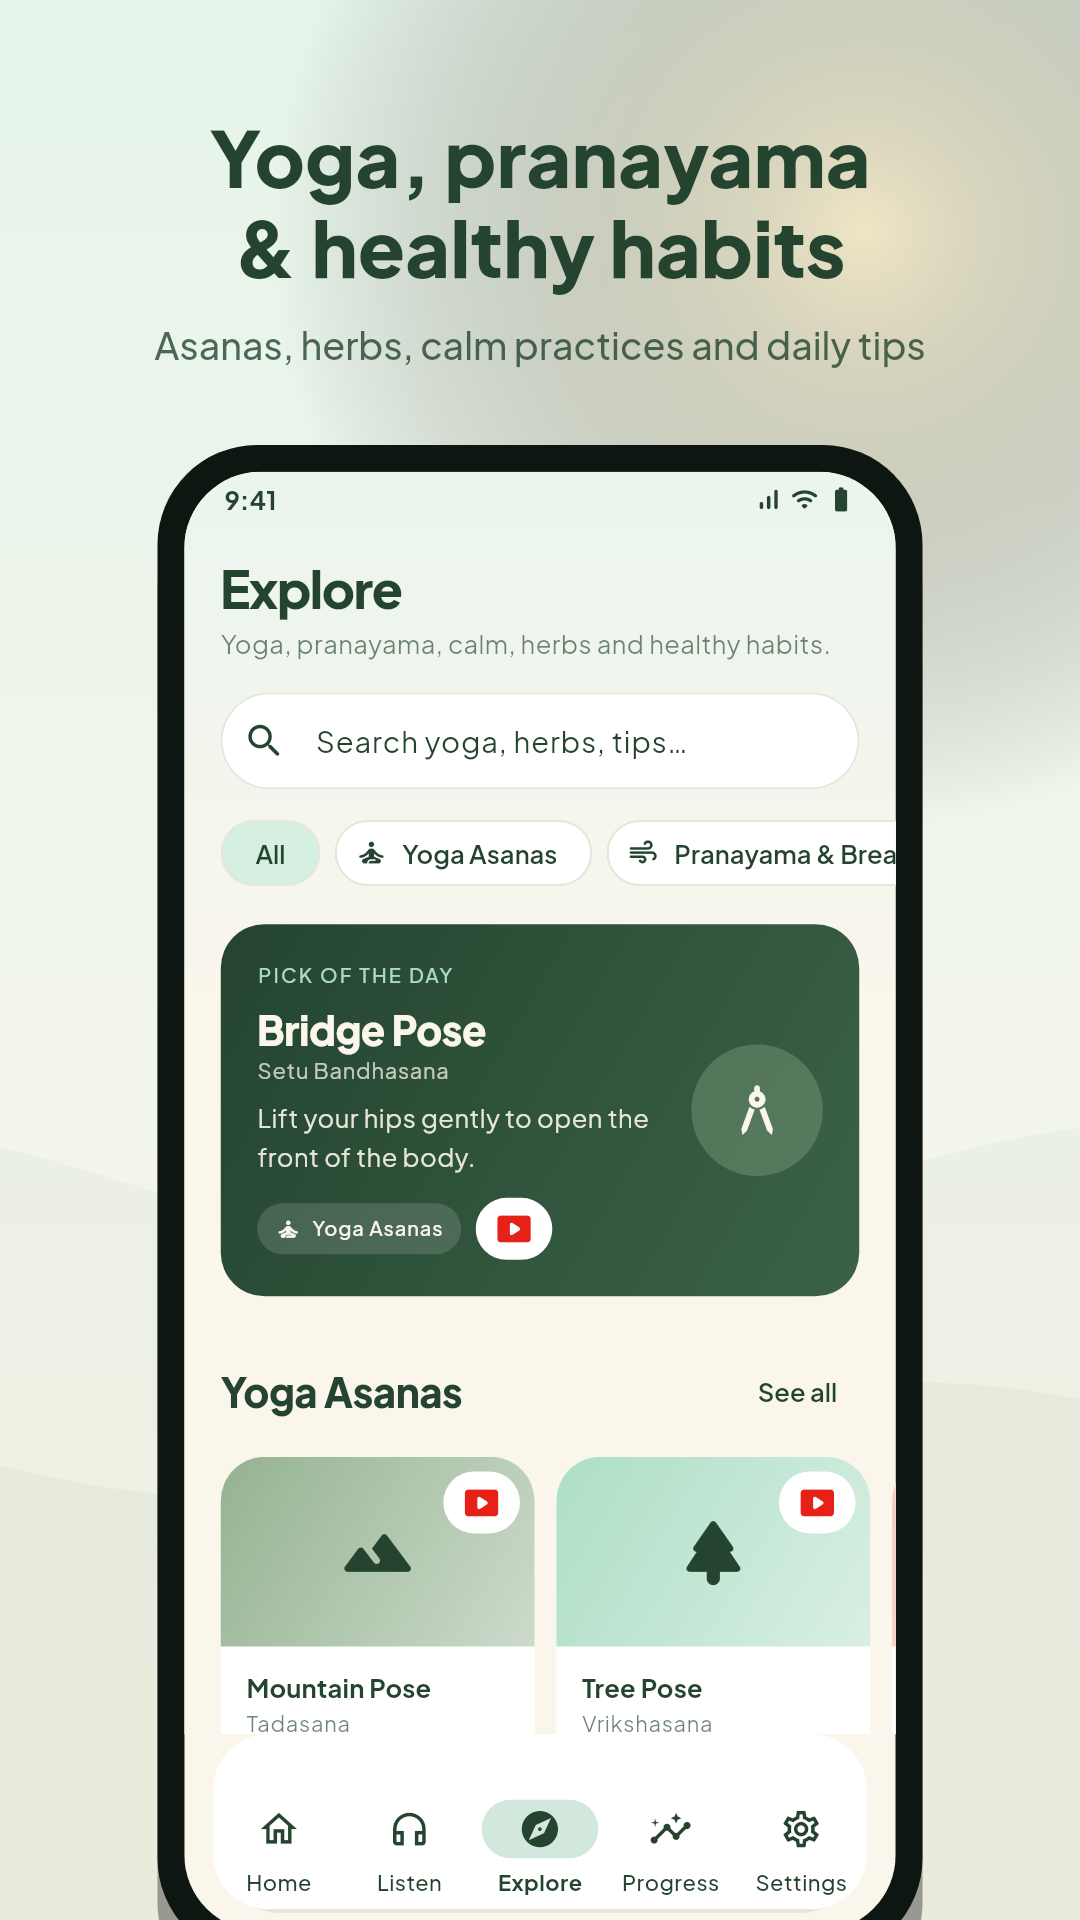 Yoga, pranayama
& healthy habits
Asanas, herbs, calm practices and daily tips
9:41
Explore
Yoga, pranayama, calm, herbs and healthy habits.
Search yoga, herbs, tips...
All
Yoga Asanas
Pranayama & Brea
PICK OF THE DAY
Bridge Pose
Setu Bandhasana
Lift your hips gently to open the
front of the body.
Yoga Asanas
Yoga Asanas
See all
Mountain Pose
Tadasana
Tree Pose
Vrikshasana
Home
Listen
Explore
Progress
Settings